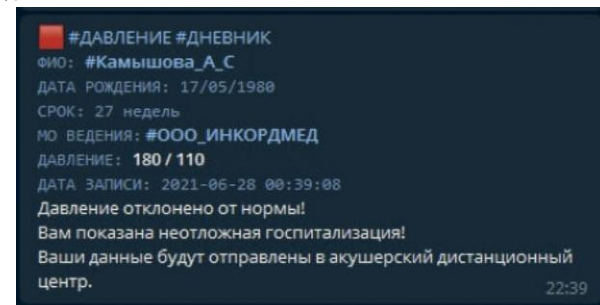 #ДАВЛЕНИЕ #ДНЕВНИК
ФИО: #Камышова_А_С
ДАТА РОЖДЕНИЯ: 17/05/1980
СРОК: 27 недель
МО ВЕДЕНИЯ: #ООО_ИНКОРДМЕД
ДАВЛЕНИЕ: 180 / 110
ДАТА ЗАПИСИ: 2021-06-28 00:39:08
Давление отклонено от нормы!
Вам показана неотложная госпитализация!
Ваши данные будут отправлены в акушерский дистанционный
центр.
22:39